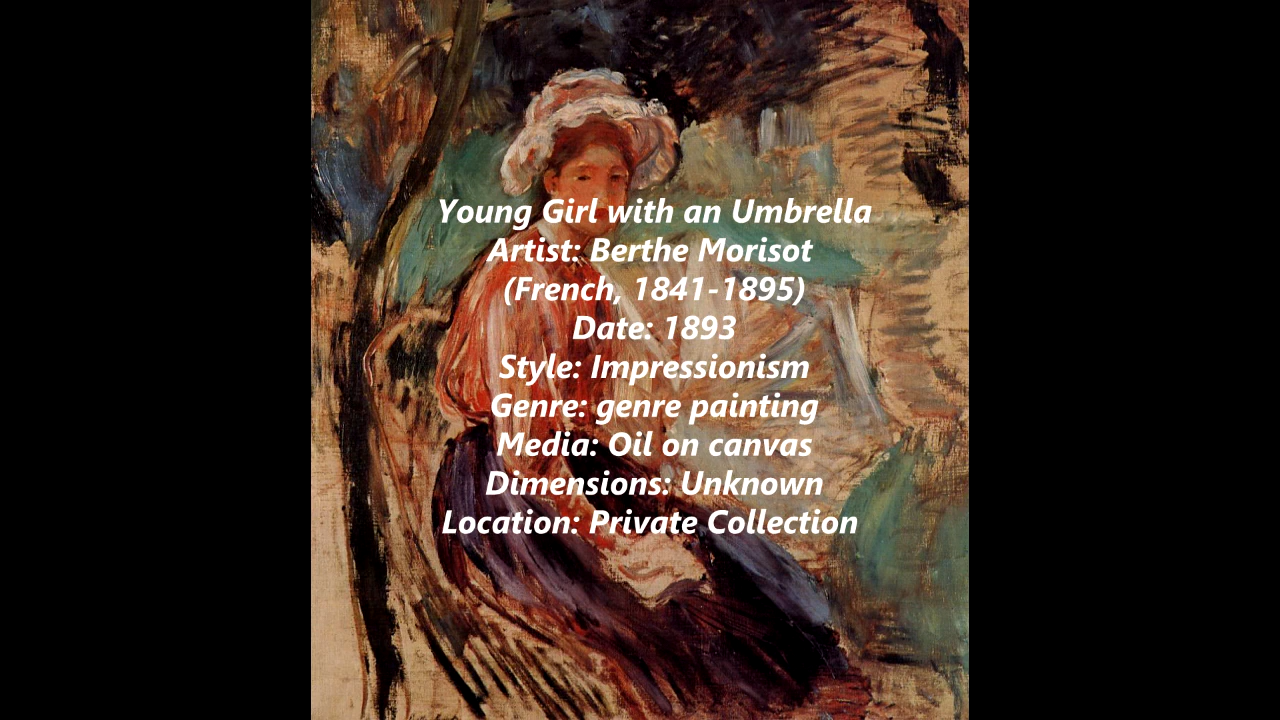 Young Girl with an Umbrella
Artist: Berthe Morisot
(French, 1841-1895)
Date: 1893
Style: Impressionism
Genre: genre painting
Media: Oil on canvas
Dimensions: Unknown
Location: Private Collection